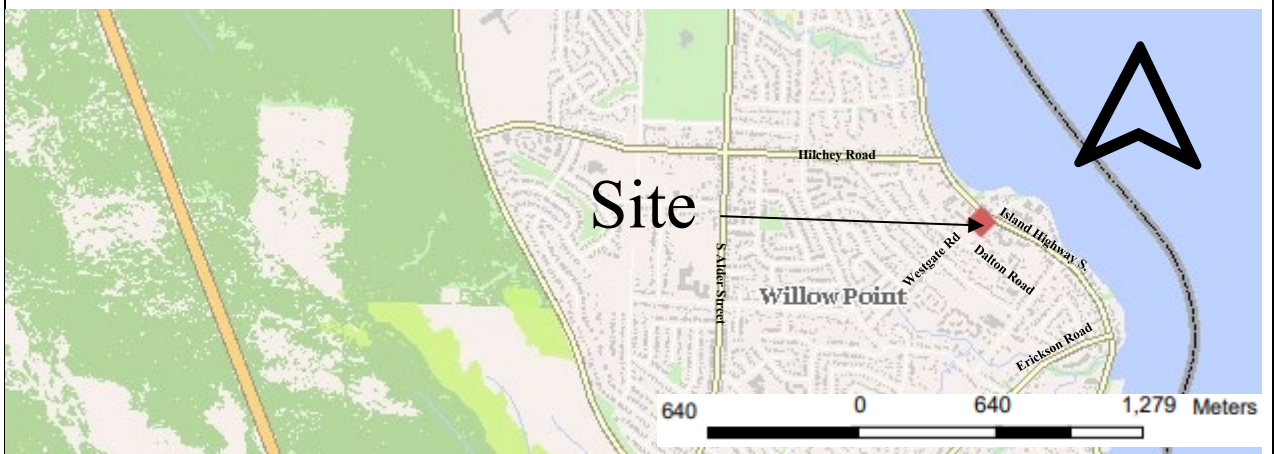 Hilchey Road
Site
Island Highway S.
Westgate Rd
Dalton Road
S Alder Street
Willow Point
Erickson Road
640 0 640 1,279 Meters